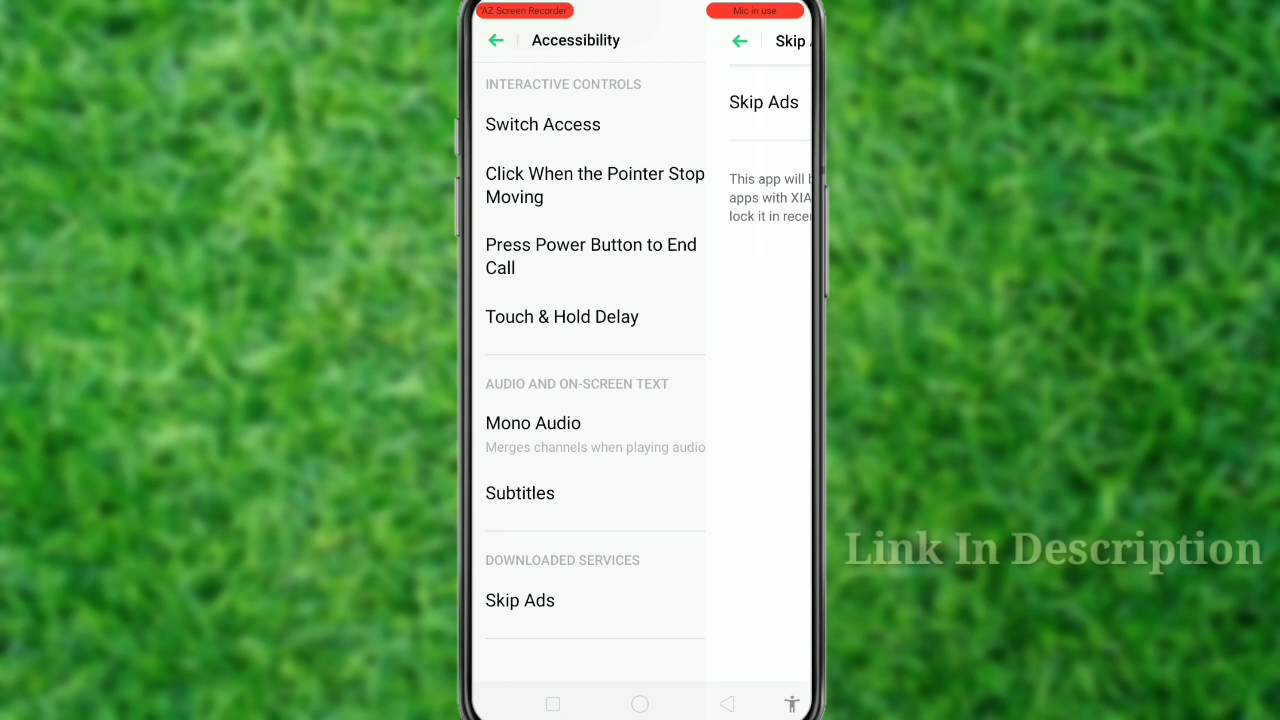 "AZ Screen Recorder"
Mic in use
Accessibility
Skip
INTERACTIVE CONTROLS
Switch Access
Click When the Pointer Stop
Moving
Press Power Button to End
Call
Touch & Hold Delay
AUDIO AND ON-SCREEN TEXT
Mono Audio
Merges channels when playing audio
Subtitles
DOWNLOADED SERVICES
Skip Ads
Skip Ads
This app will
apps with XIA
lock it in recen
Link In Description